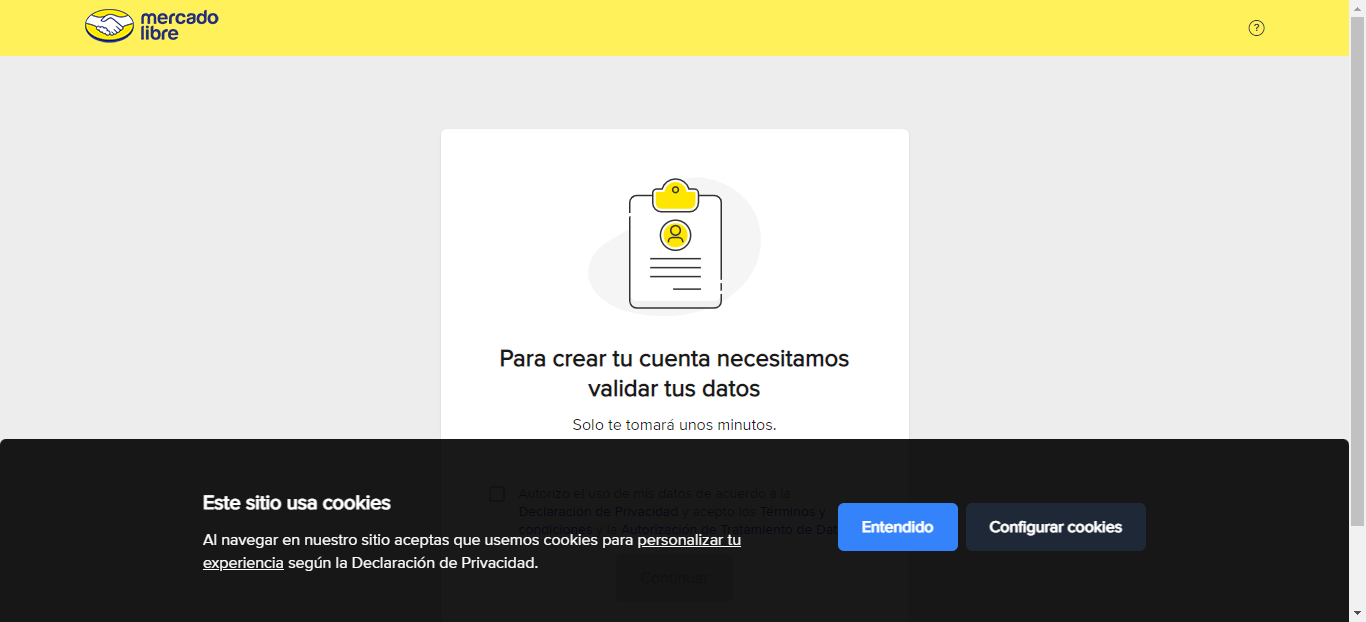 mercado
libre
?
Para crear tu cuenta necesitamos
validar tus datos
Solo te tomará unos minutos.
Autorizo el uso de mis datos de acuerdo a la
Declaración de Privacidad y acepto los Términos y
condiciones y la Autorización de Tratamiento de
Continuar
Este sitio usa cookies
Al navegar en nuestro sitio aceptas que usemos cookies para personalizar tu
experiencia según la Declaración de Privacidad.
Entendido
Configurar cookies